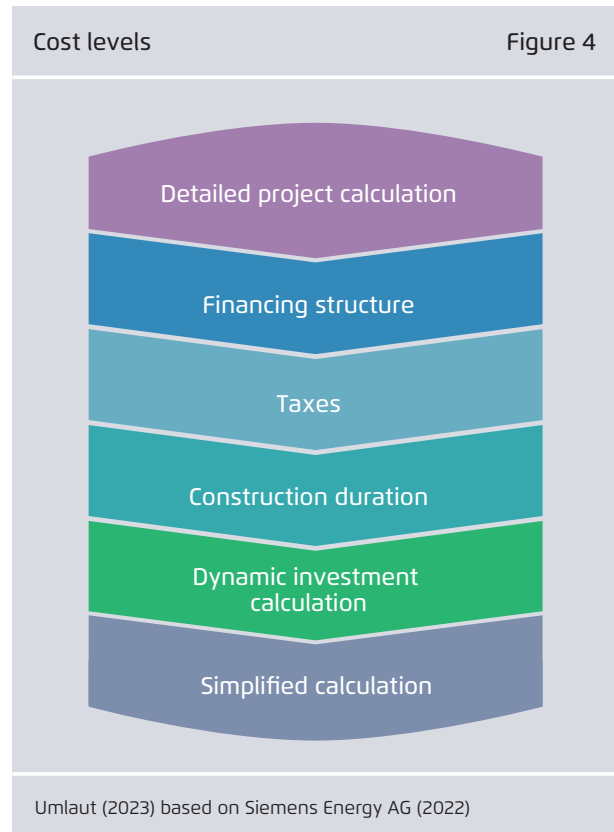 Cost levels Figure 4
Detailed project calculation
Financing structure
Taxes
Construction duration
Dynamic investment
calculation
Simplified calculation
Umlaut (2023) based on Siemens Energy AG (2022)